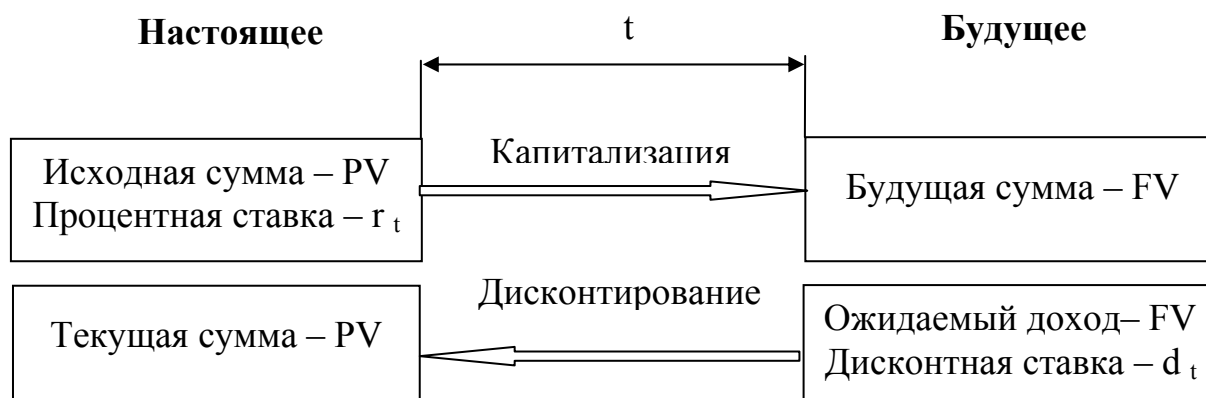 Настоящее
t
Будущее
Исходная сумма – PV
Процентная ставка – r t
Капитализация
Будущая сумма – FV
Дисконтирование
Текущая сумма – PV
Ожидаемый доход– FV
Дисконтная ставка – d t